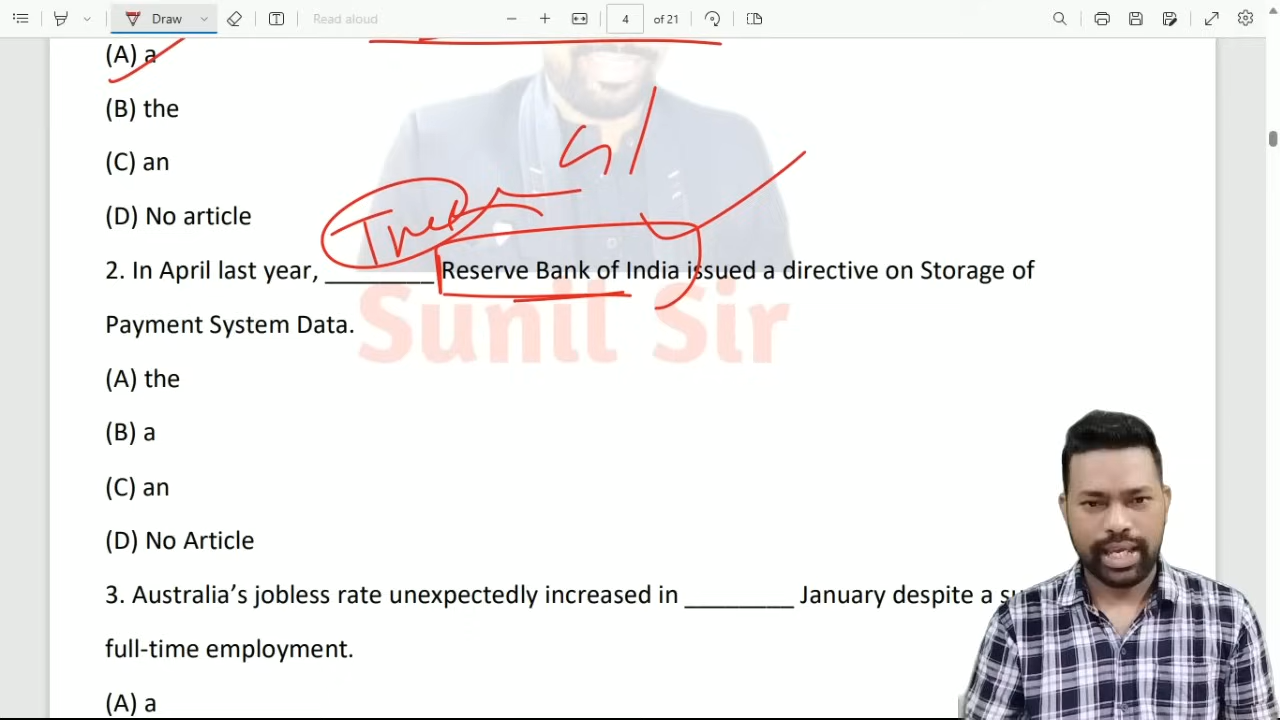 Draw
Read aloud
4
of 21
(A) a
(B) the
(C) an
(D) No article
2. In April last year, ________ Reserve Bank of India issued a directive on Storage of
Payment System Data.
Sunil Sir
(A) the
(B) a
(C) an
(D) No Article
3. Australia's jobless rate unexpectedly increased in ________ January despite a
full-time employment.
(A) a